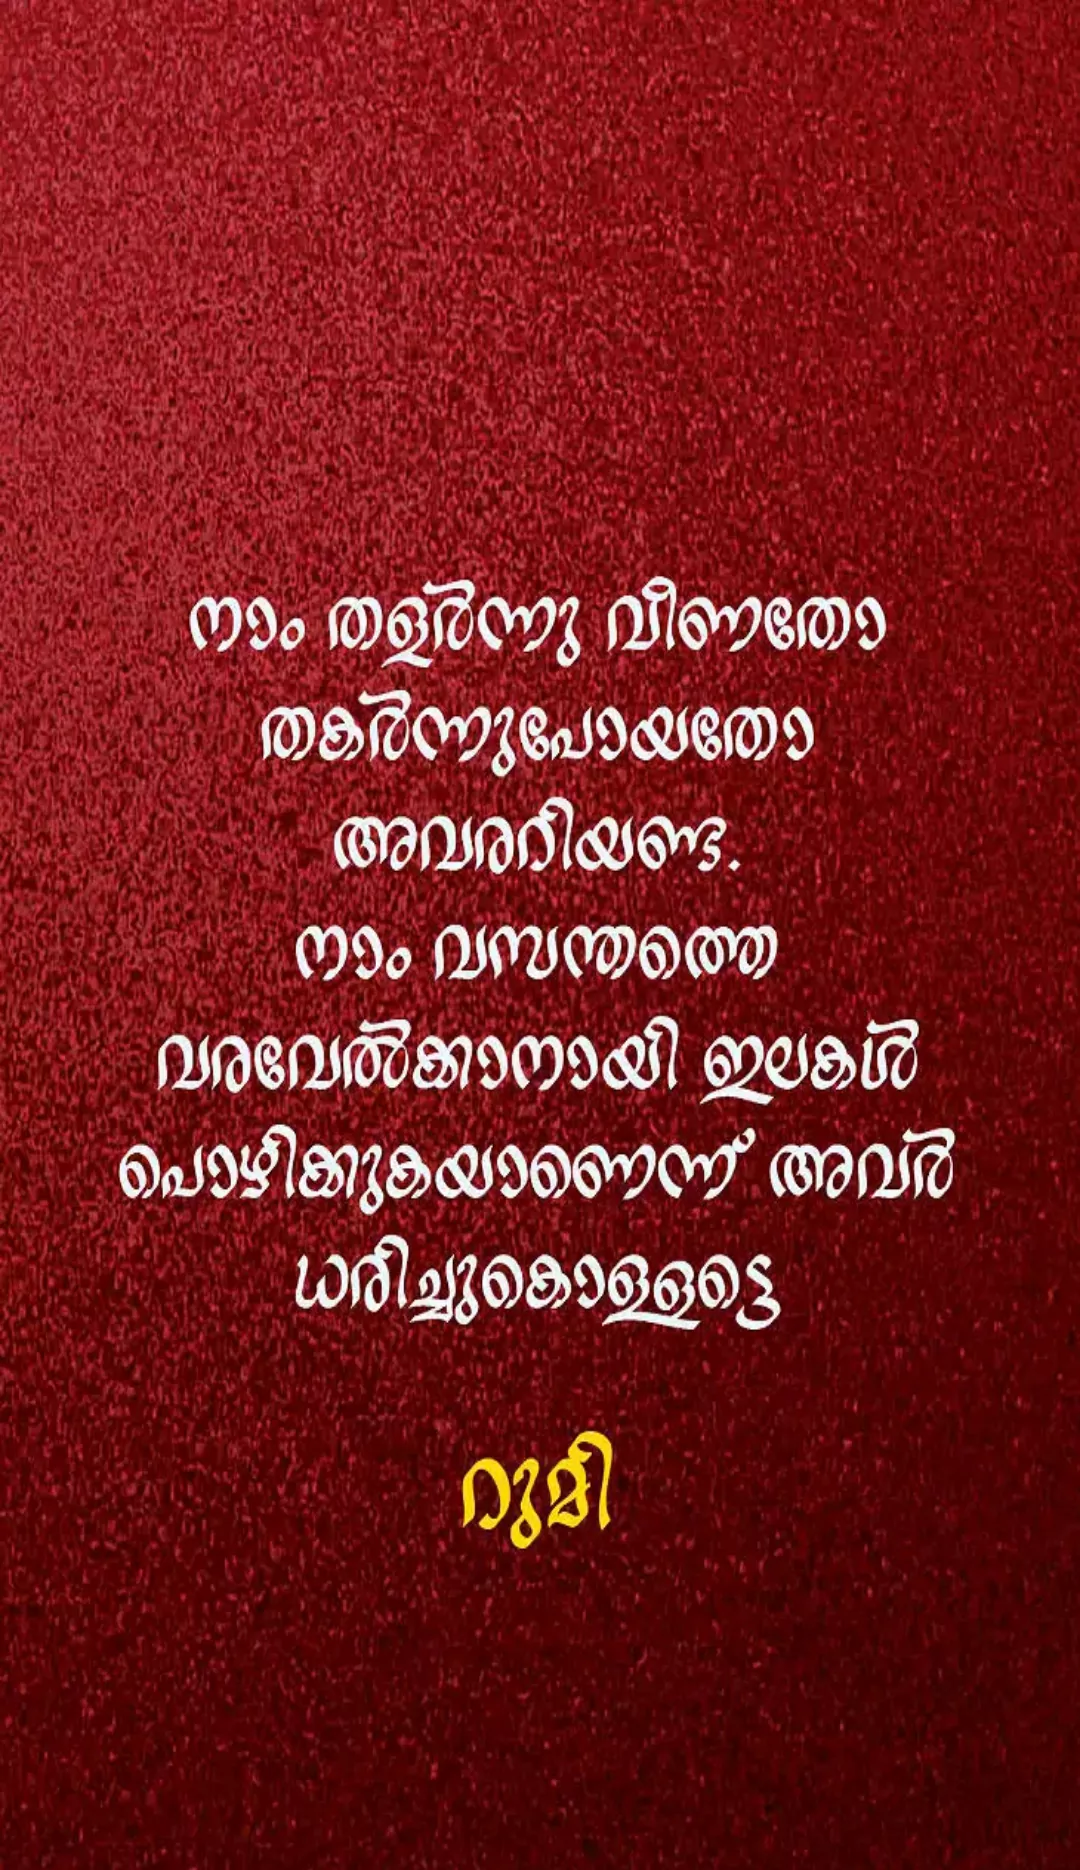 നാം തളർന്നു വീണതോ
തകർന്നുപോയതോ
അവരറിയണ്ട.
നാം വസന്തത്തെ
വരവേൽക്കാനായി ഇലകൾ
പൊഴിക്കുകയാണെന്ന് അവർ
ധരിച്ചുകൊള്ളട്ടെ
റുമി